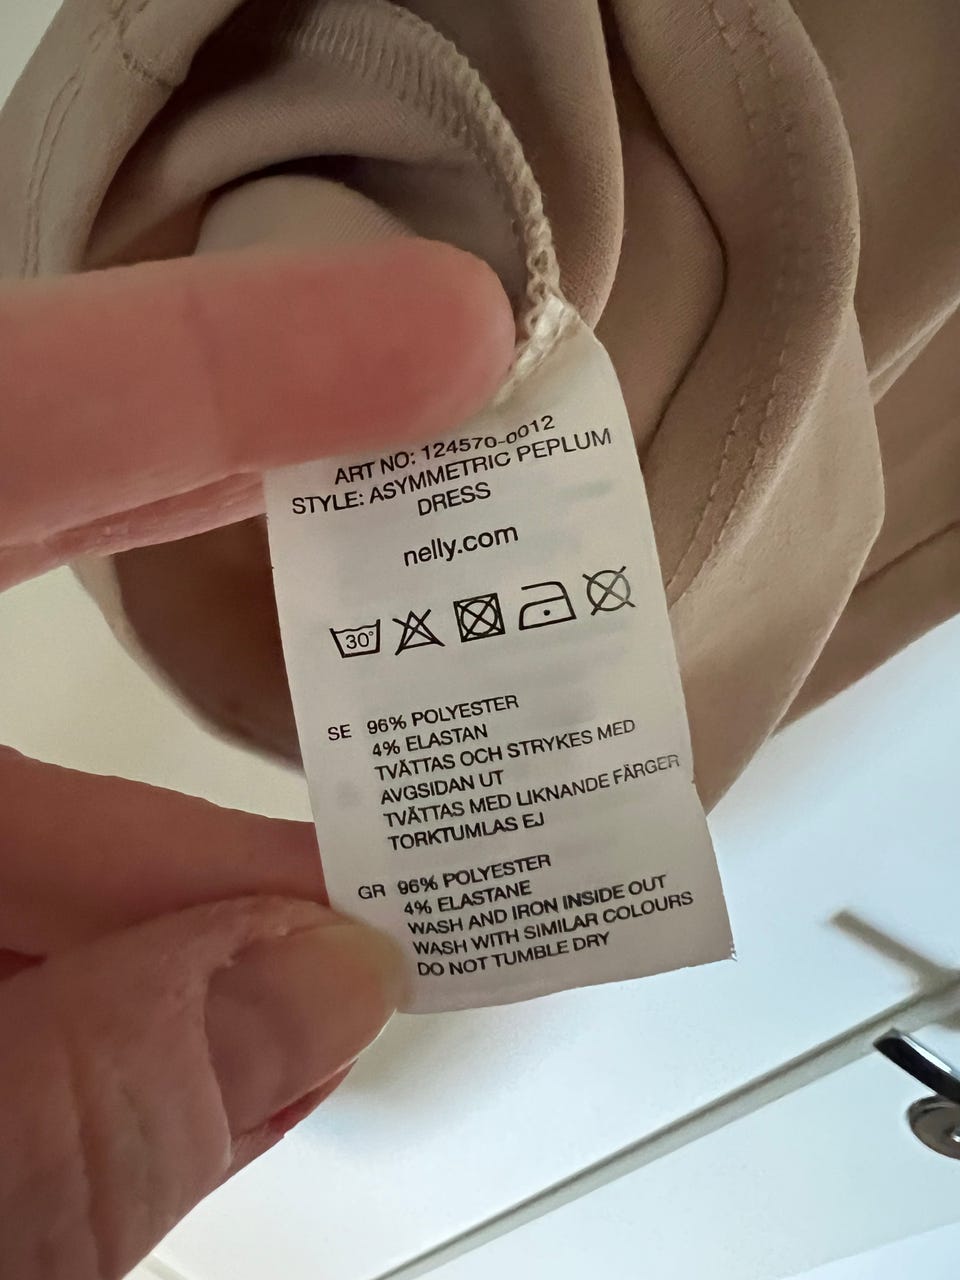 ART NO: 124570-0012
STYLE: ASYMMETRIC PEPLUM
DRESS
nelly.com
30°
SE 96% POLYESTER
4% ELASTAN
TVÄTTAS OCH STRYKES MED
AVGSIDAN UT
TVÄTTAS MED LIKNANDE FÄRGER
TORKTUMLAS EJ
GR 96% POLYESTER
4% ELASTANE
WASH AND IRON INSIDE OUT
WASH WITH SIMILAR COLOURS
DO NOT TUMBLE DRY